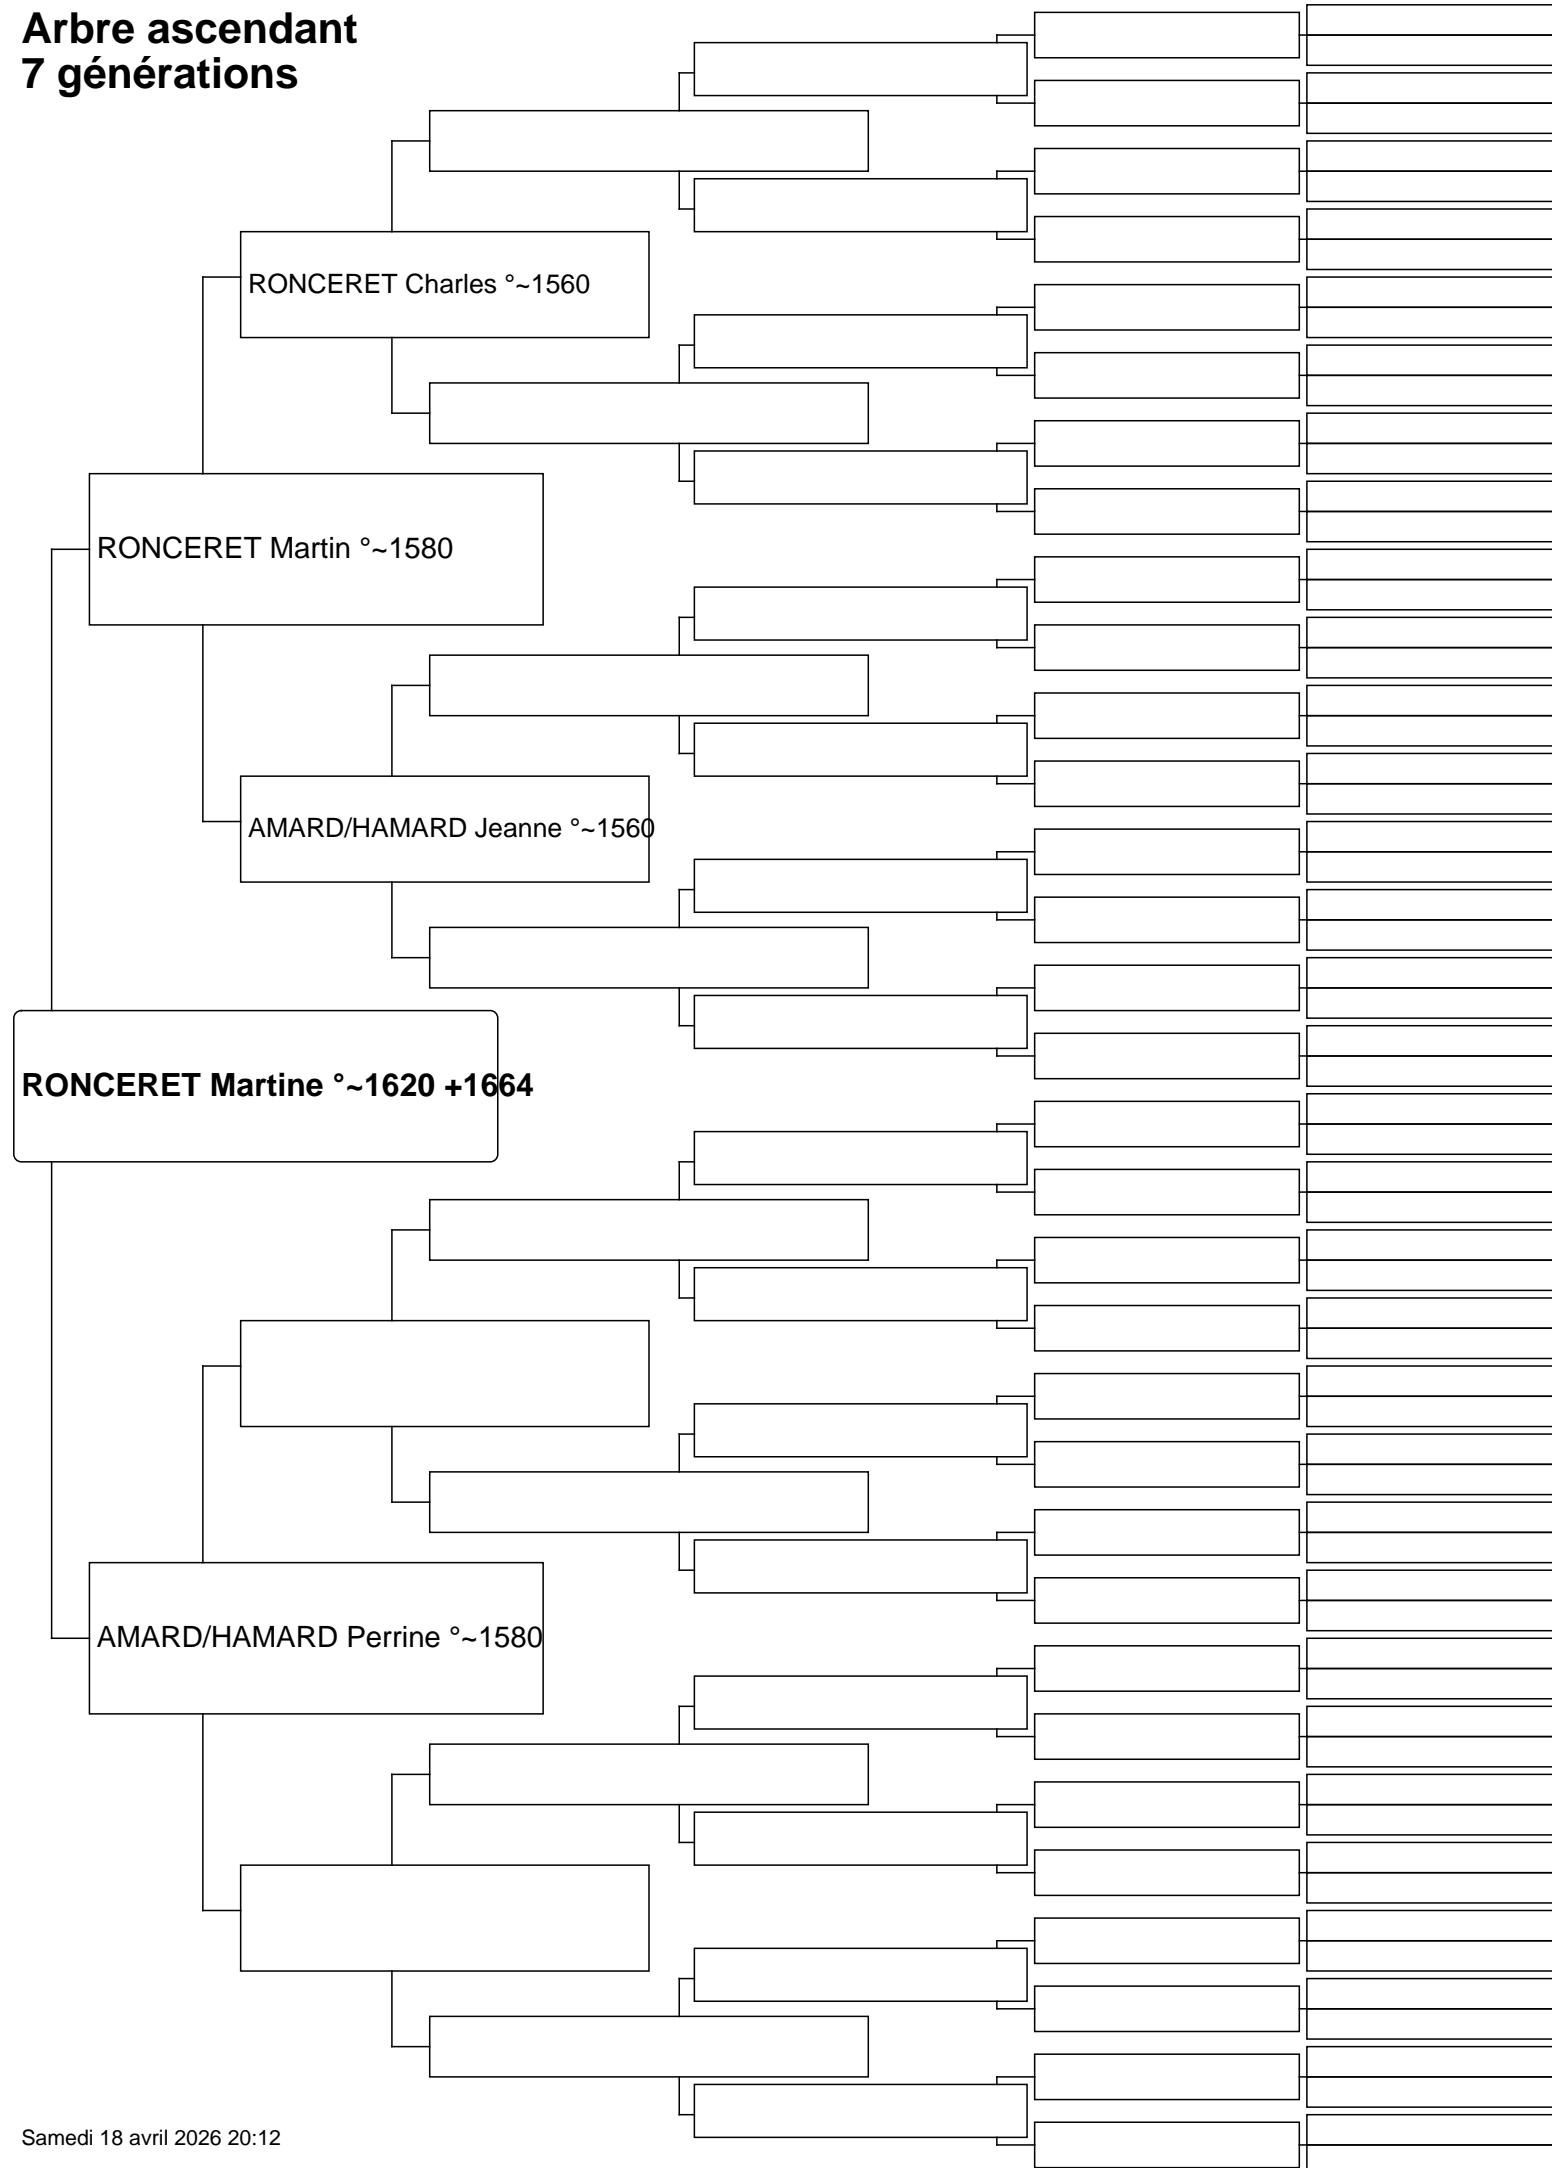 Arbre ascendant
7 générations
RONCERET Charles °~1560
RONCERET Martin °~1580
AMARD/HAMARD Jeanne °~1560
RONCERET Martine °~1620 +1664
AMARD/HAMARD Perrine °~1580
Samedi 18 avril 2026 20:12